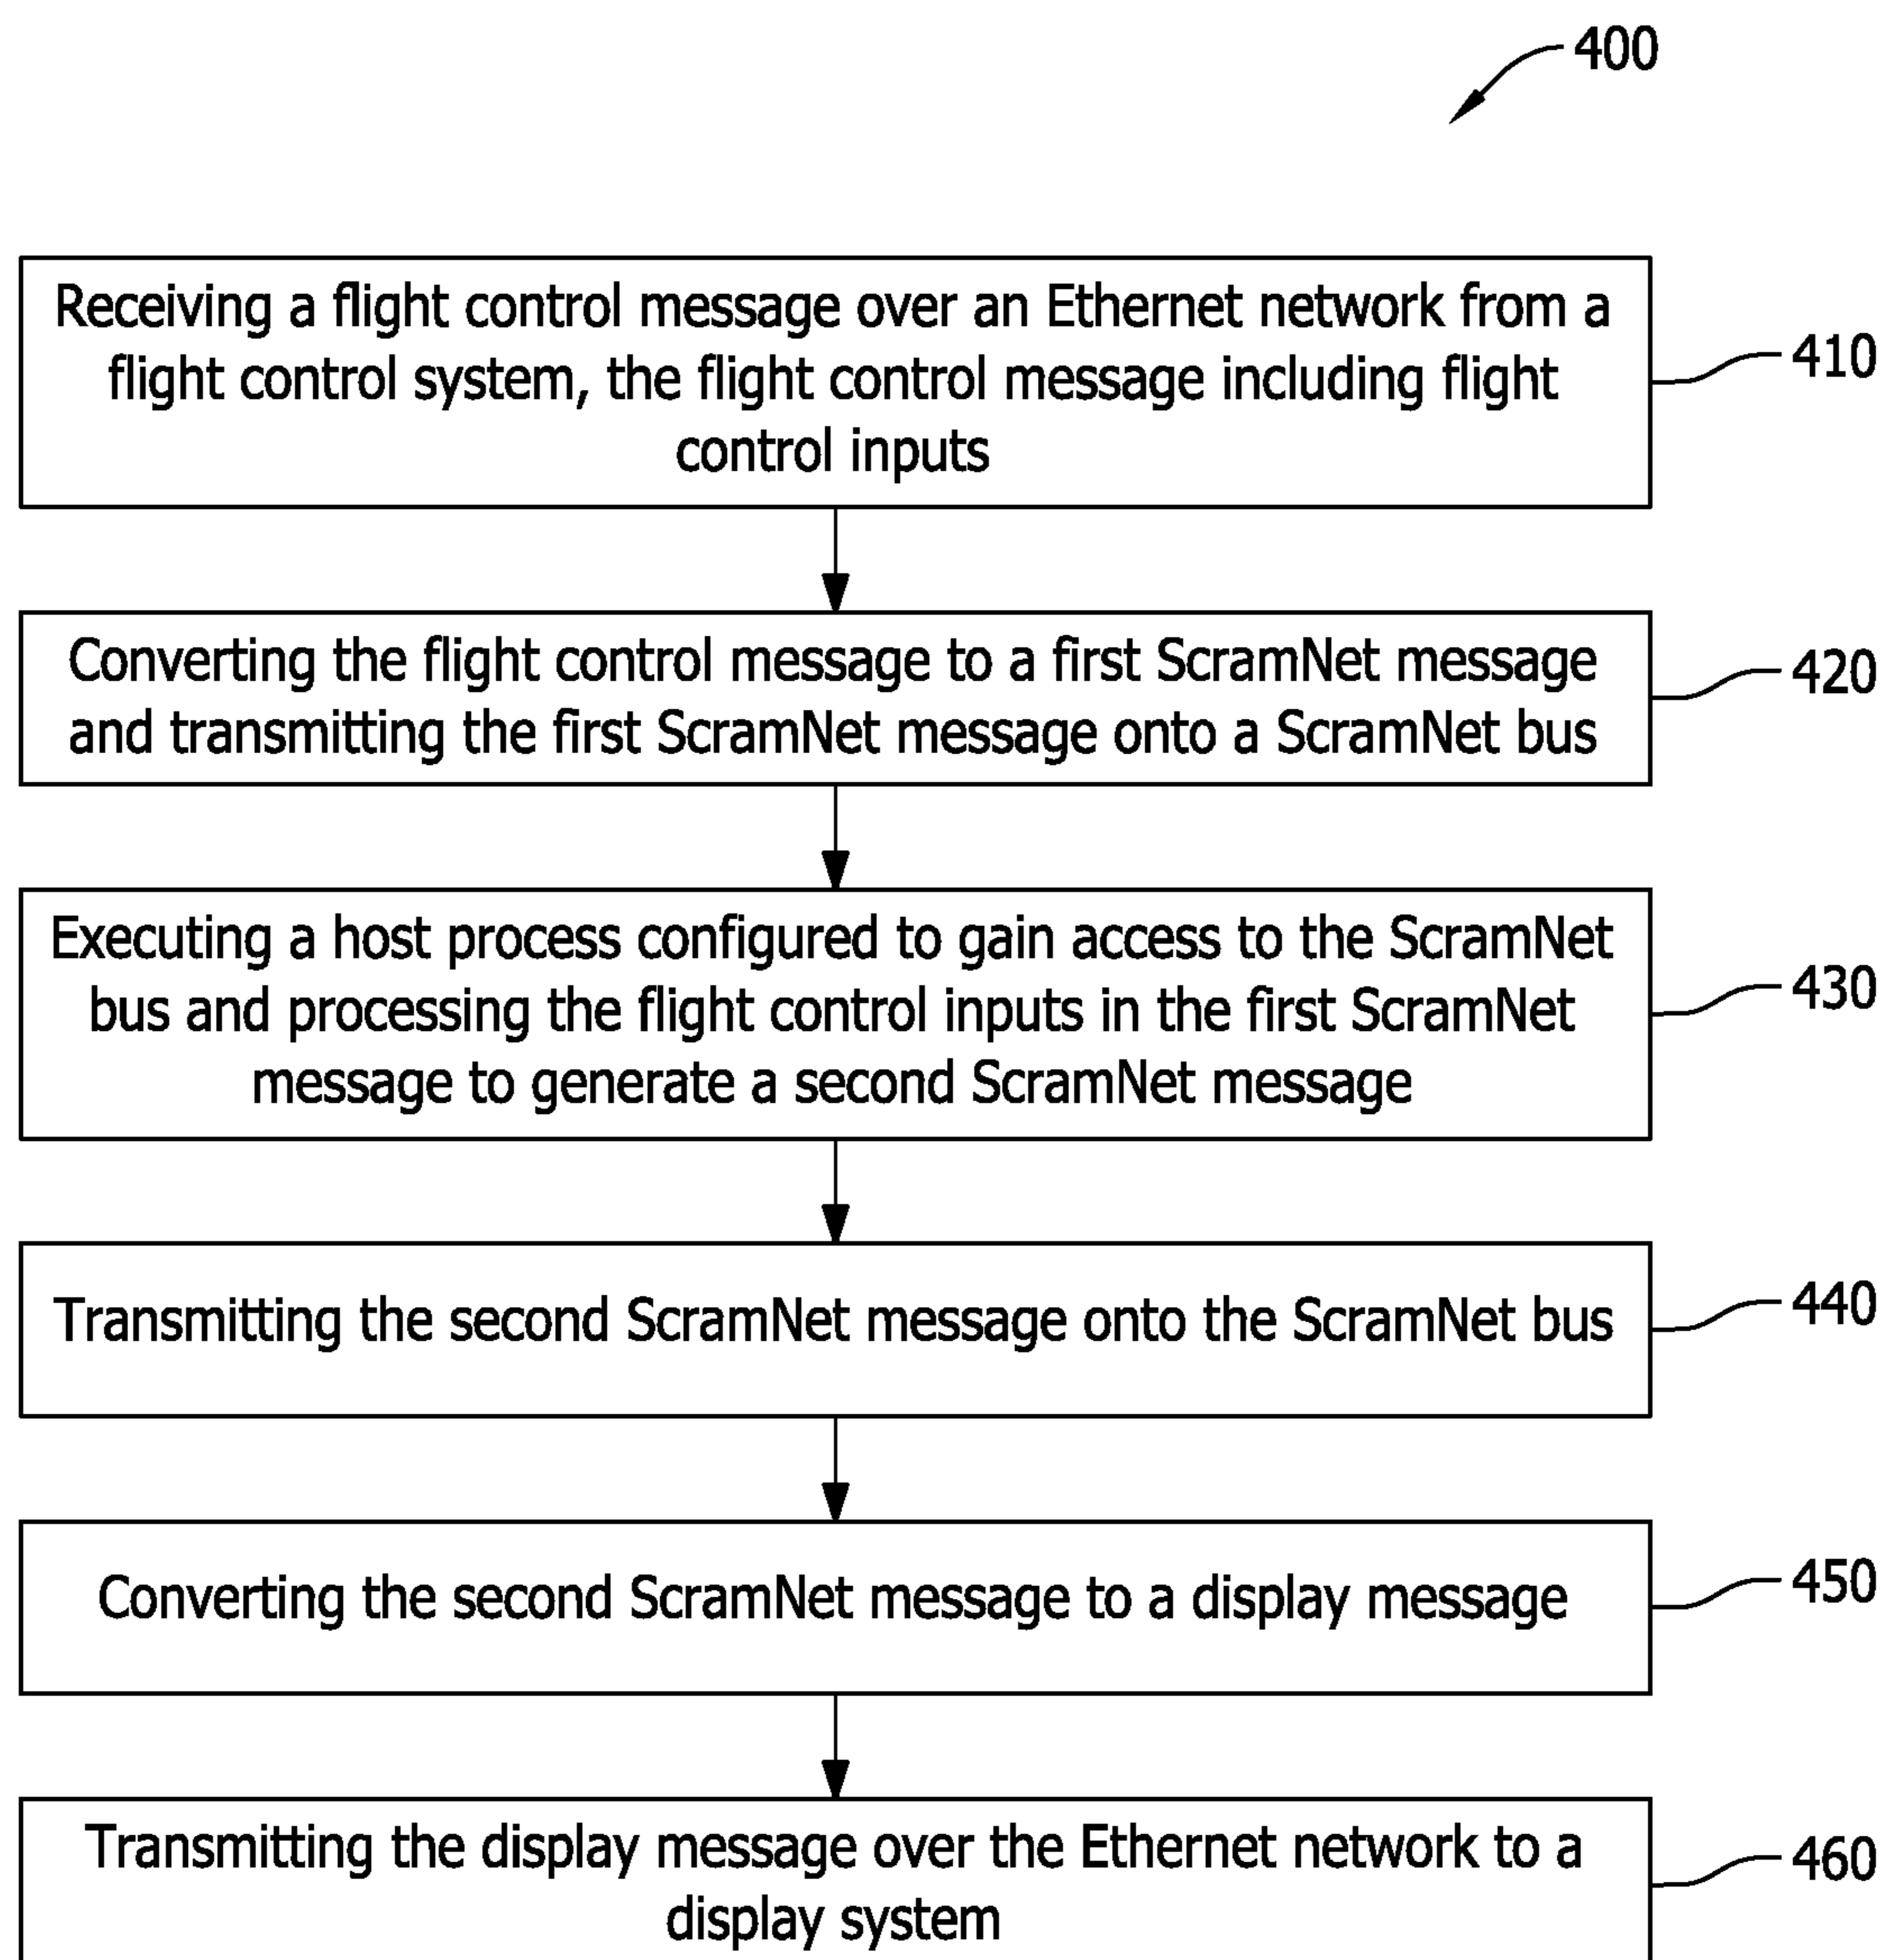 400
Receiving a flight control message over an Ethernet network from a
flight control system, the flight control message including flight
control inputs
410
Converting the flight control message to a first ScramNet message
and transmitting the first ScramNet message onto a ScramNet bus
420
Executing a host process configured to gain access to the ScramNet
bus and processing the flight control inputs in the first ScramNet
message to generate a second ScramNet message
430
Transmitting the second ScramNet message onto the ScramNet bus
440
Converting the second ScramNet message to a display message
450
Transmitting the display message over the Ethernet network to a
display system
460